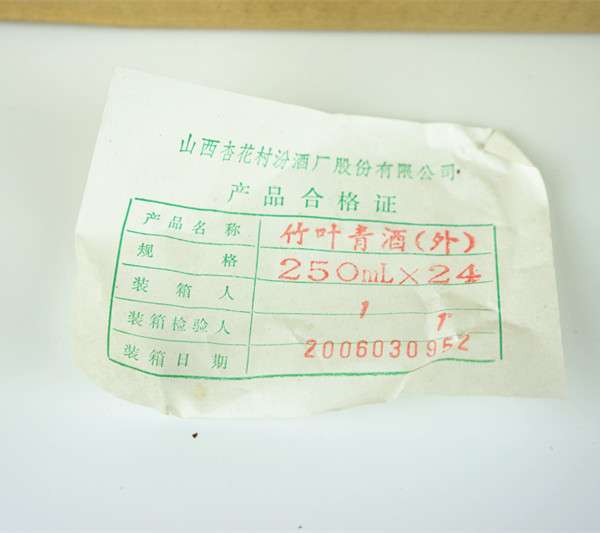 山西杏花村汾酒厂股份有限公司
产品合格证
产品名称 竹叶青酒(外)
规格 250mL×24
装箱人 1
装箱检验人 1
装箱日期 2006030952